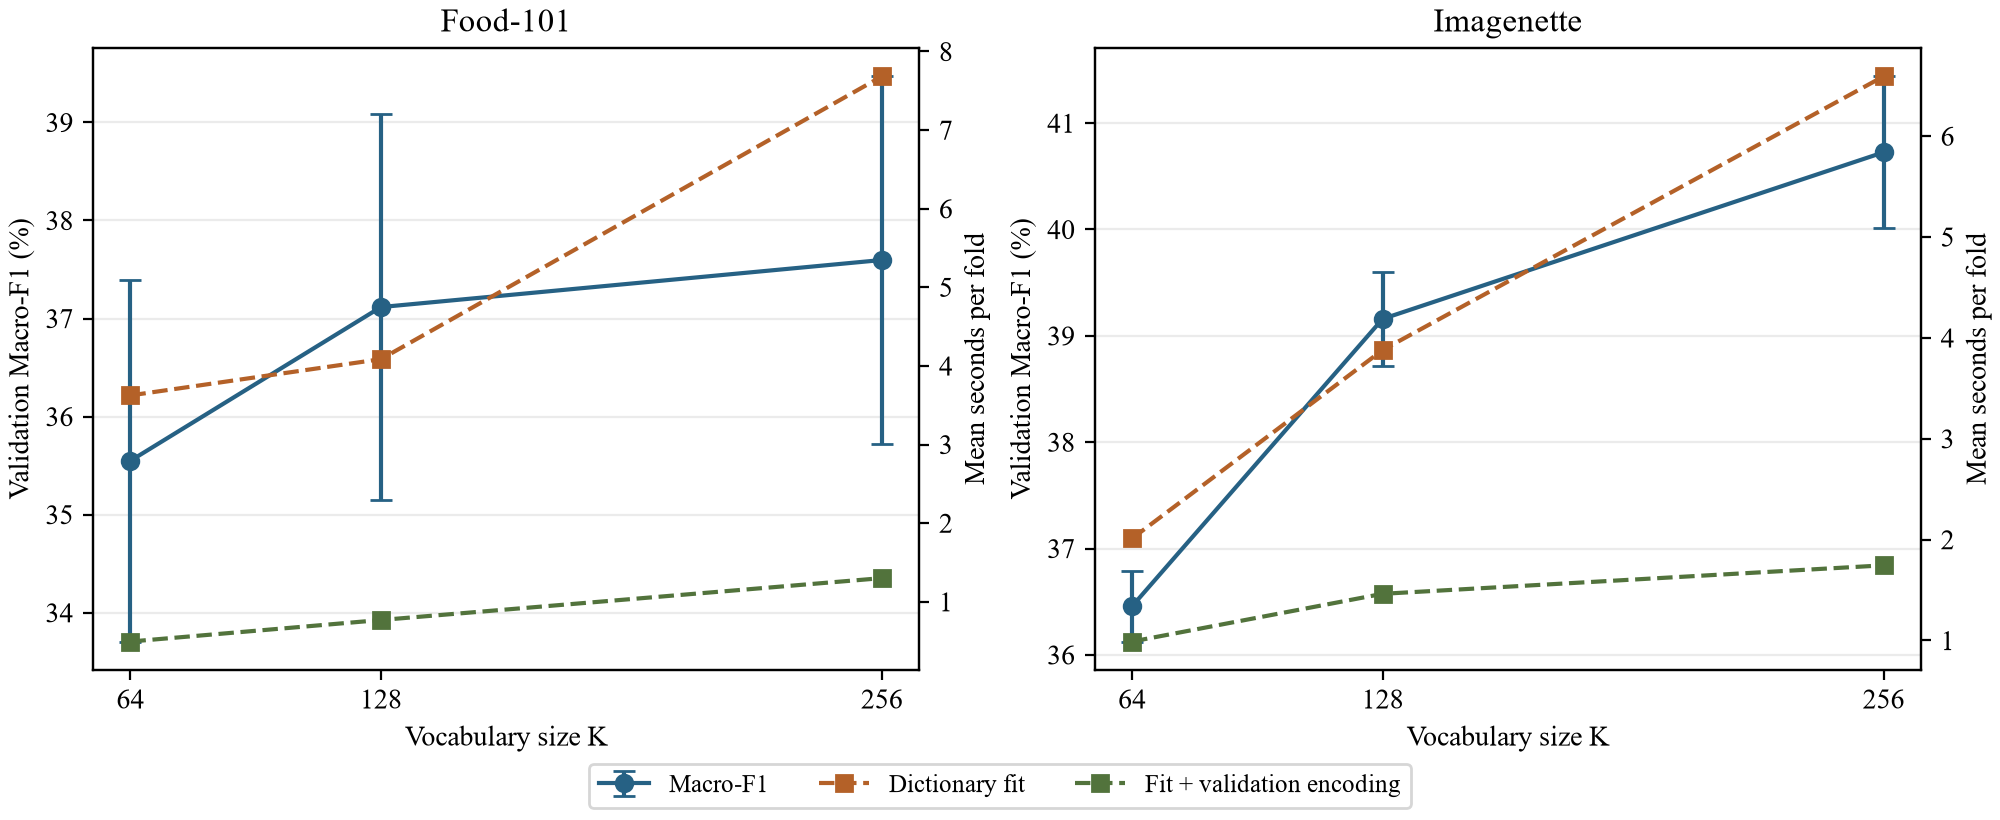 Food-101
Imagenette
Validation Macro-F1 (%)
39
38
37
36
35
34
8
7
6
5
4
3
2
1
Mean seconds per fold
64
128
256
Vocabulary size K
Validation Macro-F1 (%)
41
40
39
38
37
36
6
5
4
3
2
1
Mean seconds per fold
64
128
256
Vocabulary size K
Macro-F1
Dictionary fit
Fit + validation encoding